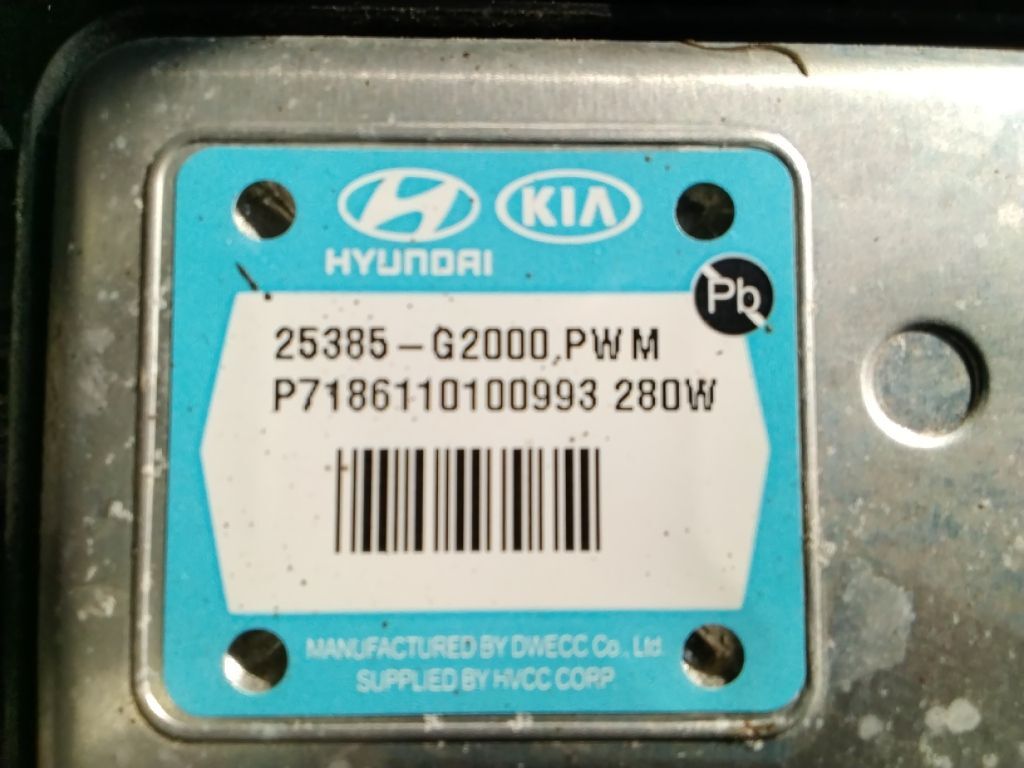 KIA
HYUNDAI
Pb
25385-G2000,PWM
P7186110100993 280W
MANUFACTURED BY DWECC Co., Ltd.
SUPPLIED BY HVCC CORP.